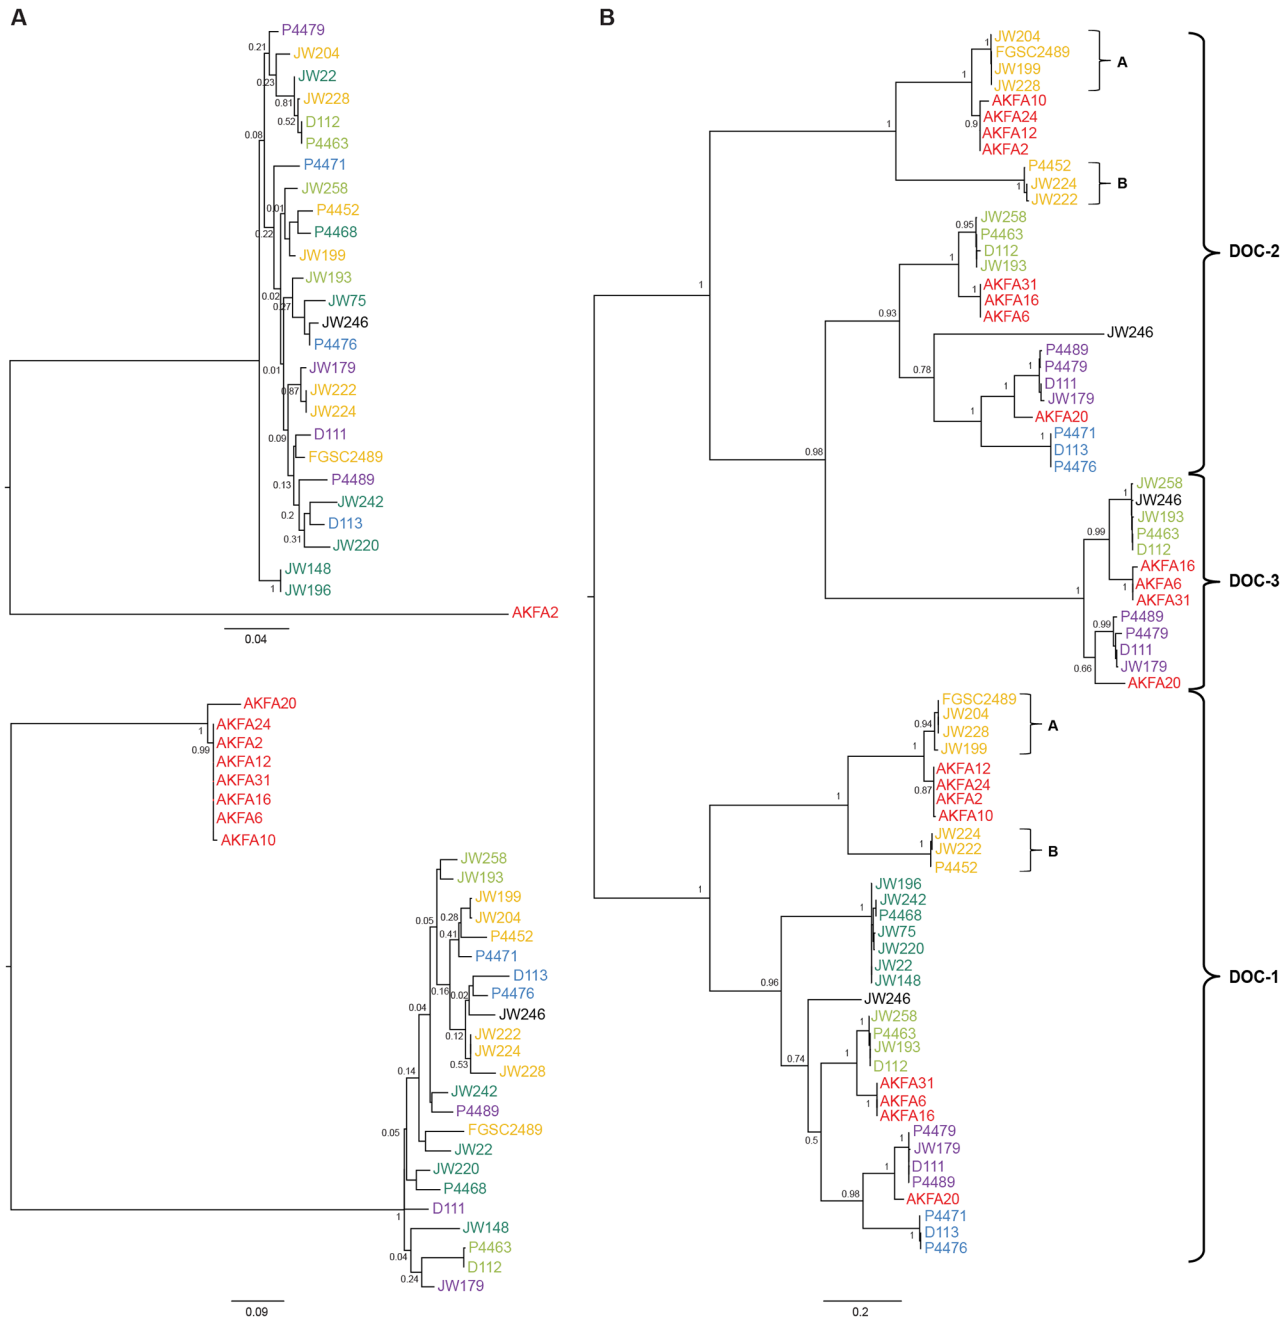 A
P4479
0.21
JW204
JW22
0.23
JW228
0.81
D112
0.52
P4463
0.08
P4471
JW258
P4452
0.01
P4468
0.22
JW199
JW193
0.02
JW75
0.27
JW246
P4476
JW179
0.01
JW222
0.87
JW224
D111
0.09
FGSC2489
P4489
0.13
JW242
0.2
D113
0.31
JW220
JW148
1
JW196
AKFA2
0.04
AKFA20
AKFA24
1
AKFA2
0.99
AKFA12
AKFA31
AKFA16
AKFA6
AKFA10
JW258
JW193
JW199
0.28
JW204
0.05
P4452
0.41
P4471
D113
0.16
0.02
P4476
JW246
0.04
JW222
0.12
JW224
0.53
JW228
0.14
JW242
P4489
FGSC2489
0.05
JW22
JW220
P4468
D111
1
JW148
P4463
0.04
D112
0.24
JW179
0.09
B
JW204
1
FGSC2489
A
JW199
1
JW228
AKFA10
AKFA24
0.9
1
AKFA12
AKFA2
P4452
1
JW224
B
JW222
JW258
0.95
P4463
D112
1
JW193
DOC-2
AKFA31
1
AKFA16
1
AKFA6
0.93
JW246
P4489
1
P4479
0.78
D111
1
JW179
1
AKFA20
P4471
1
D113
0.98
P4476
JW258
1
JW246
JW193
0.99
P4463
D112
AKFA16
1
AKFA6
DOC-3
1
AKFA31
P4489
0.99
P4479
D111
0.66
JW179
AKFA20
FGSC2489
JW204
0.94
A
JW228
1
JW199
AKFA12
AKFA24
0.87
1
AKFA2
AKFA10
JW224
1
JW222
B
P4452
1
JW196
JW242
1
P4468
JW75
JW220
JW22
DOC-1
0.96
JW148
JW246
JW258
1
P4463
JW193
1
0.74
D112
AKFA31
1
AKFA6
AKFA16
P4479
0.5
1
JW179
1
D111
P4489
0.98
AKFA20
P4471
1
D113
P4476
0.2